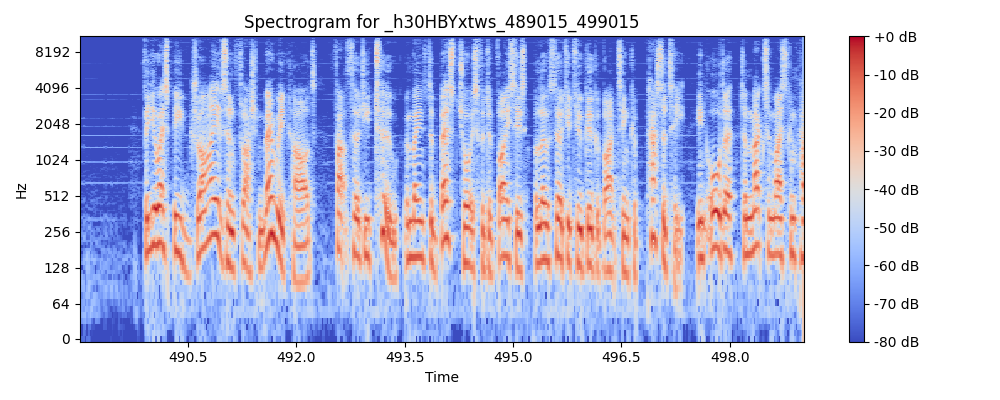 Spectrogram for _h30HBYxtws_489015_499015
8192
4096
2048
1024
512
256
128
64
0
Hz
490.5 492.0 493.5 495.0 496.5 498.0
Time
+0 dB
-10 dB
-20 dB
-30 dB
-40 dB
-50 dB
-60 dB
-70 dB
-80 dB